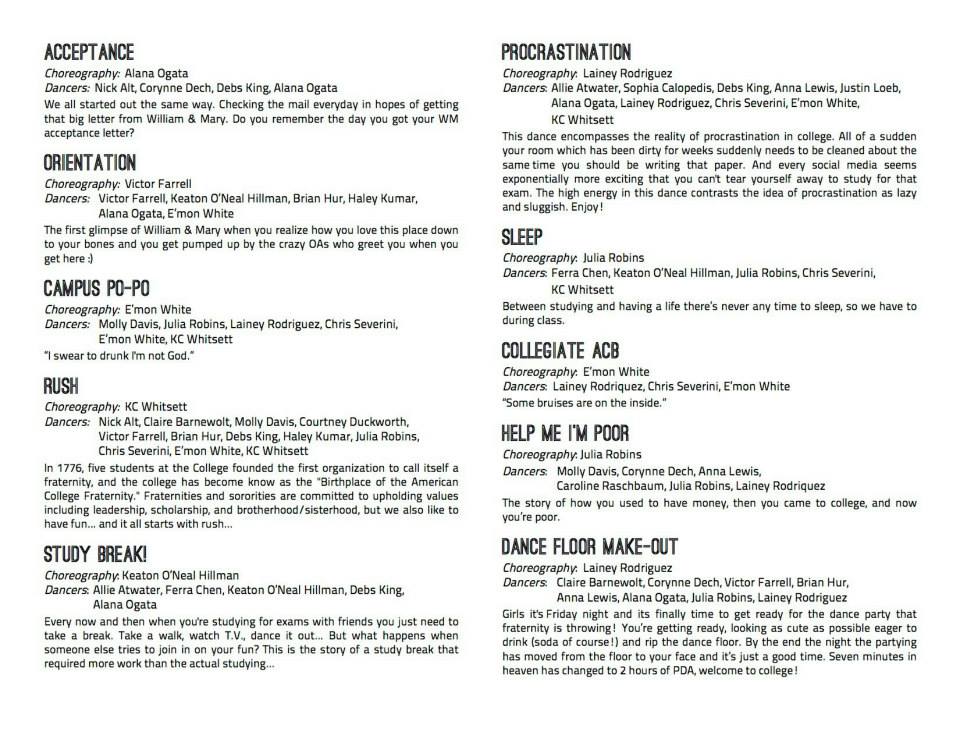 ACCEPTANCE
Choreography: Alana Ogata
Dancers: Nick Alt, Corynne Dech, Debs King, Alana Ogata
We all started out the same way. Checking the mail everyday in hopes of getting
that big letter from William & Mary. Do you remember the day you got your WM
acceptance letter?
ORIENTATION
Choreography: Victor Farrell
Dancers: Victor Farrell, Keaton O'Neal Hillman, Brian Hur, Haley Kumar,
Alana Ogata, E'mon White
The first glimpse of William & Mary when you realize how you love this place down
to your bones and you get pumped up by the crazy OAs who greet you when you
get here :)
CAMPUS PO-PO
Choreography: E'mon White
Dancers: Molly Davis, Julia Robins, Lainey Rodriguez, Chris Severini,
E'mon White, KC Whitsett
"I swear to drunk I'm not God."
RUSH
Choreography: KC Whitsett
Dancers: Nick Alt, Claire Barnewolt, Molly Davis, Courtney Duckworth,
Victor Farrell, Brian Hur, Debs King, Haley Kumar, Julia Robins,
Chris Severini, E'mon White, KC Whitsett
In 1776, five students at the College founded the first organization to call itself a
fraternity, and the college has become know as the "Birthplace of the American
College Fraternity." Fraternities and sororities are committed to upholding values
including leadership, scholarship, and brotherhood/sisterhood, but we also like to
have fun... and it all starts with rush...
STUDY BREAK!
Choreography: Keaton O'Neal Hillman
Dancers: Allie Atwater, Ferra Chen, Keaton O'Neal Hillman, Debs King,
Alana Ogata
Every now and then when you're studying for exams with friends you just need to
take a break. Take a walk, watch T.V., dance it out... But what happens when
someone else tries to join in on your fun? This is the story of a study break that
required more work than the actual studying...
PROCRASTINATION
Choreography: Lainey Rodriguez
Dancers: Allie Atwater, Sophia Calopedis, Debs King, Anna Lewis, Justin Loeb,
Alana Ogata, Lainey Rodriguez, Chris Severini, E'mon White,
KC Whitsett
This dance encompasses the reality of procrastination in college. All of a sudden
your room which has been dirty for weeks suddenly needs to be cleaned about the
same time you should be writing that paper. And every social media seems
exponentially more exciting that you can't tear yourself away to study for that
exam. The high energy in this dance contrasts the idea of procrastination as lazy
and sluggish. Enjoy!
SLEEP
Choreography: Julia Robins
Dancers: Ferra Chen, Keaton O'Neal Hillman, Julia Robins, Chris Severini,
KC Whitsett
Between studying and having a life there's never any time to sleep, so we have to
during class.
COLLEGIATE ACB
Choreography: E'mon White
Dancers: Lainey Rodriquez, Chris Severini, E'mon White
"Some bruises are on the inside."
HELP ME I'M POOR
Choreography: Julia Robins
Dancers: Molly Davis, Corynne Dech, Anna Lewis,
Caroline Raschbaum, Julia Robins, Lainey Rodriquez
The story of how you used to have money, then you came to college, and now
you're poor.
DANCE FLOOR MAKE-OUT
Choreography: Lainey Rodriguez
Dancers: Claire Barnewolt, Corynne Dech, Victor Farrell, Brian Hur,
Anna Lewis, Alana Ogata, Julia Robins, Lainey Rodriguez
Girls it's Friday night and its finally time to get ready for the dance party that
fraternity is throwing! You're getting ready, looking as cute as possible eager to
drink (soda of course!) and rip the dance floor. By the end the night the partying
has moved from the floor to your face and it's just a good time. Seven minutes in
heaven has changed to 2 hours of PDA, welcome to college!